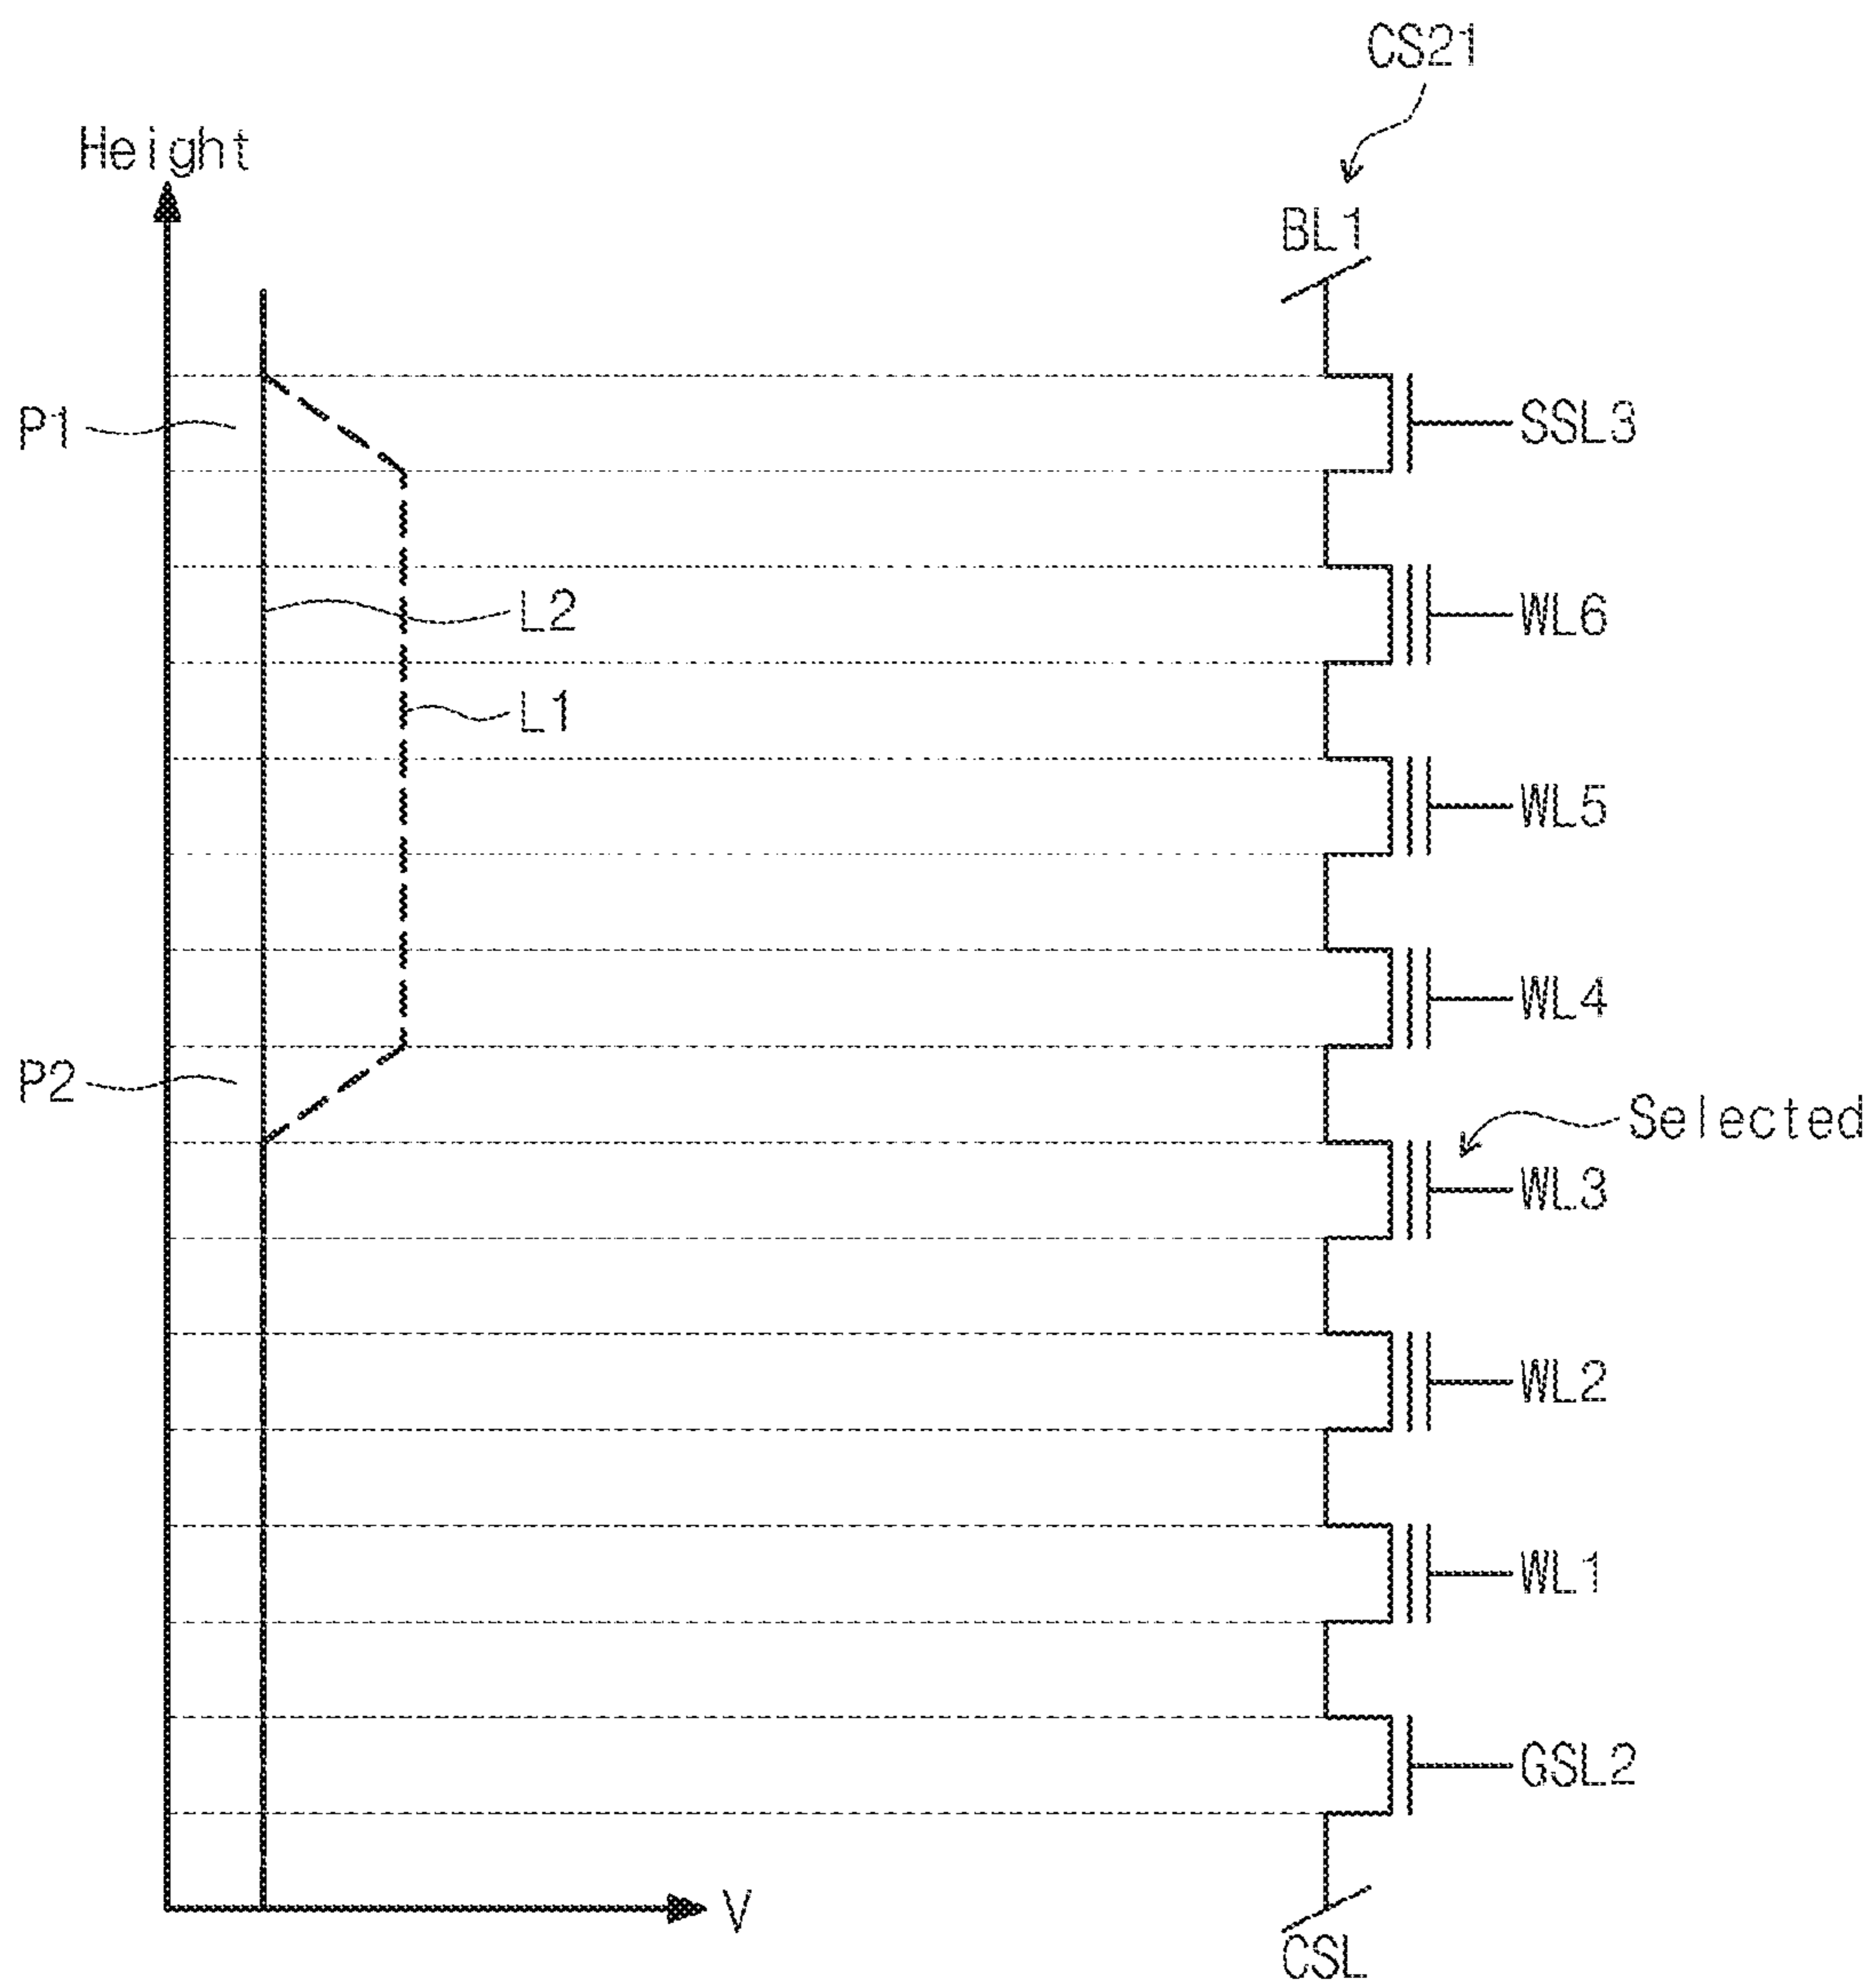 CS21
Height
BL1
P1
SSL3
L2
WL6
L1
WL5
WL4
P2
Selected
WL3
WL2
WL1
GSL2
V
CSL